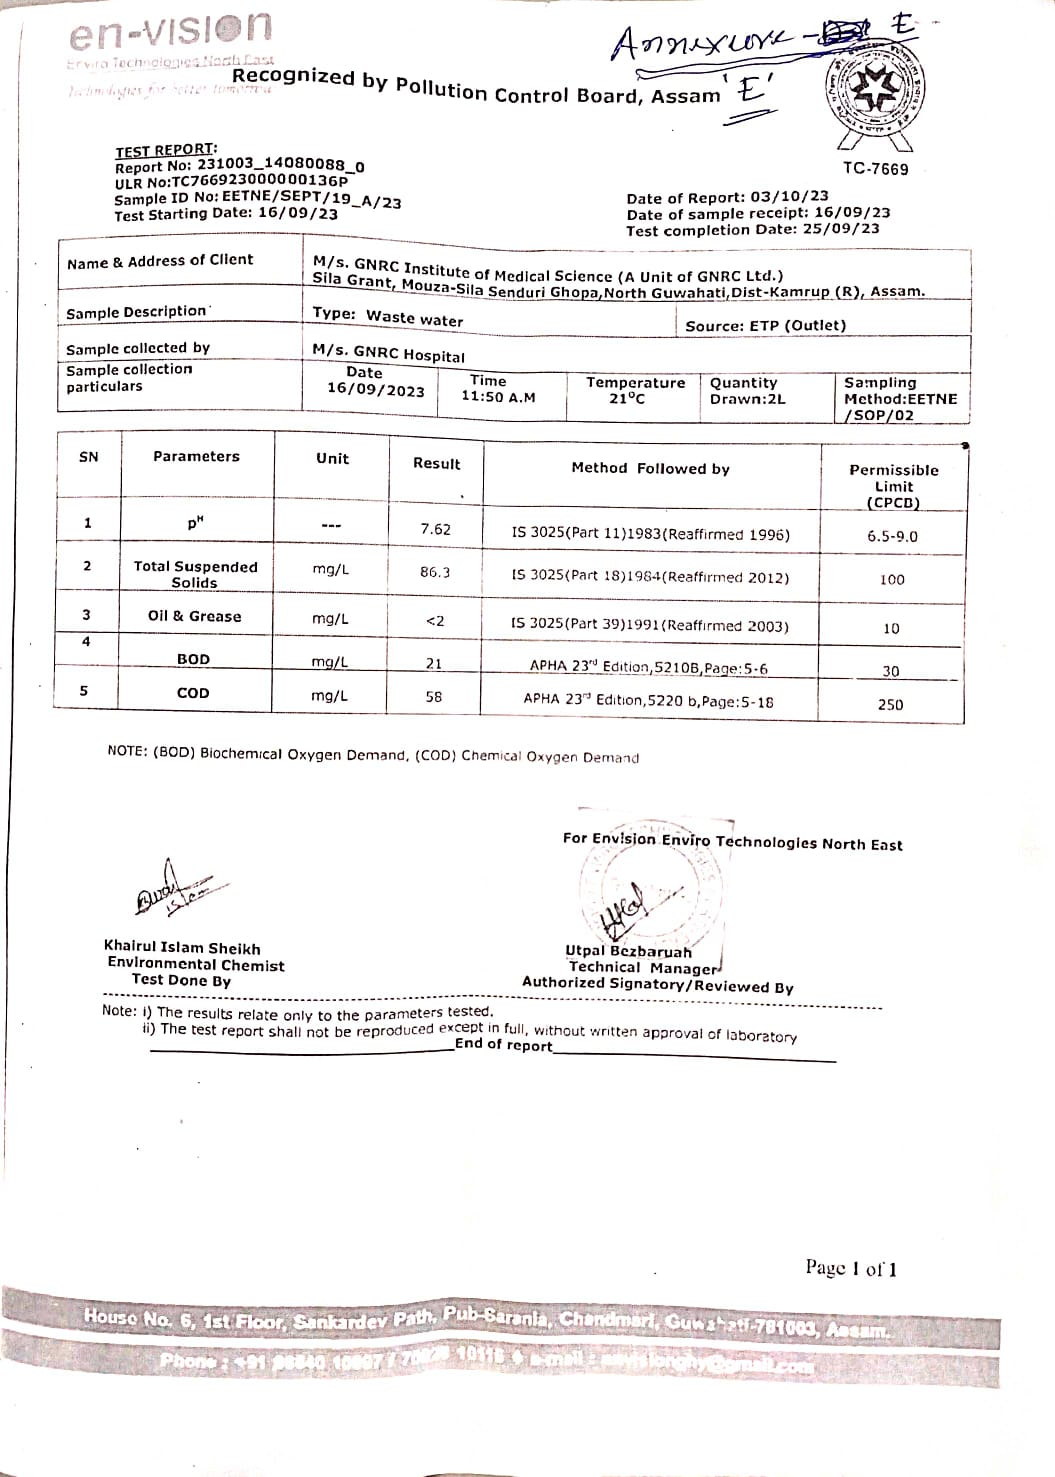 en-vision
Enviro Technologies North East
Technologies for better tomorrow
Annexure - E
'E'
Recognized by Pollution Control Board, Assam
TC-7669
TEST REPORT:
Report No: 231003_14080088_0
ULR No:TC766923000000136P
Sample ID No: EETNE/SEPT/19_A/23
Test Starting Date: 16/09/23
Date of Report: 03/10/23
Date of sample receipt: 16/09/23
Test completion Date: 25/09/23
Name & Address of Client
M/s. GNRC Institute of Medical Science (A Unit of GNRC Ltd.)
Sila Grant, Mouza-Sila Senduri Ghopa,North Guwahati,Dist-Kamrup (R), Assam.
Sample Description
Type: Waste water
Source: ETP (Outlet)
Sample collected by
M/s. GNRC Hospital
Sample collection particulars
Date 16/09/2023
Time 11:50 A.M
Temperature 21°C
Quantity Drawn:2L
Sampling Method:EETNE /SOP/02
SN Parameters Unit Result Method Followed by Permissible Limit (CPCB)
1 pH --- 7.62 IS 3025(Part 11)1983(Reaffirmed 1996) 6.5-9.0
2 Total Suspended Solids mg/L 86.3 IS 3025(Part 18)1984(Reaffirmed 2012) 100
3 Oil & Grease mg/L <2 IS 3025(Part 39)1991(Reaffirmed 2003) 10
4 BOD mg/L 21 APHA 23rd Edition,5210B,Page:5-6 30
5 COD mg/L 58 APHA 23rd Edition,5220 b,Page:5-18 250
NOTE: (BOD) Biochemical Oxygen Demand, (COD) Chemical Oxygen Demand
For Envision Enviro Technologies North East
Khairul Islam Sheikh
Environmental Chemist
Test Done By
Utpal Bezbaruah
Technical Manager
Authorized Signatory/Reviewed By
Note: i) The results relate only to the parameters tested.
ii) The test report shall not be reproduced except in full, without written approval of laboratory
End of report
Page 1 of 1
House No. 6, 1st Floor, Sankardev Path, Pub-Sarania, Chandmari, Guwahati-781003, Assam.